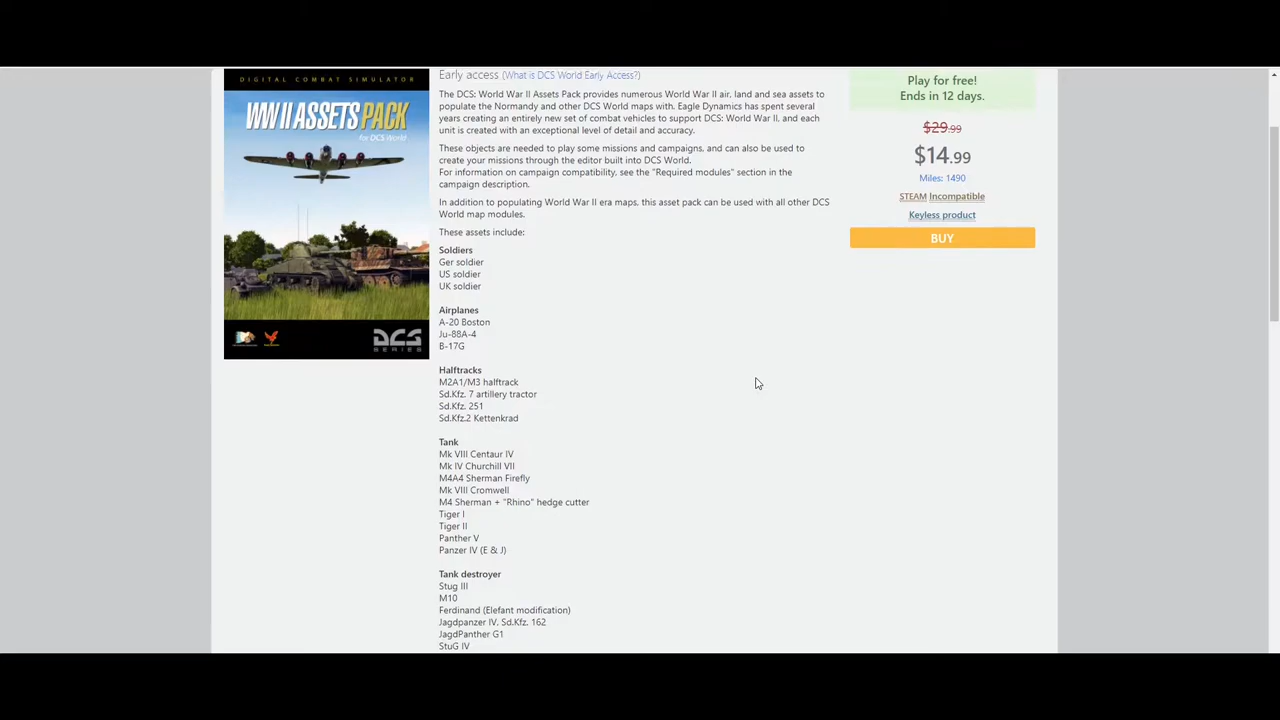 DIGITAL COMBAT SIMULATOR
WWII ASSETS PACK
for DCS World
DCS
SERIES
Early access (What is DCS World Early Access?)
The DCS: World War II Assets Pack provides numerous World War II air, land and sea assets to
populate the Normandy and other DCS World maps with. Eagle Dynamics has spent several
years creating an entirely new set of combat vehicles to support DCS: World War II, and each
unit is created with an exceptional level of detail and accuracy.
These objects are needed to play some missions and campaigns, and can also be used to
create your missions through the editor built into DCS World.
For information on campaign compatibility, see the "Required modules" section in the
campaign description.
In addition to populating World War II era maps, this asset pack can be used with all other DCS
World map modules.
These assets include:
Soldiers
Ger soldier
US soldier
UK soldier
Airplanes
A-20 Boston
Ju-88A-4
B-17G
Halftracks
M2A1/M3 halftrack
Sd.Kfz. 7 artillery tractor
Sd.Kfz. 251
Sd.Kfz.2 Kettenkrad
Tank
Mk VIII Centaur IV
Mk IV Churchill VII
M4A4 Sherman Firefly
Mk VIII Cromwell
M4 Sherman + "Rhino" hedge cutter
Tiger I
Tiger II
Panther V
Panzer IV (E & J)
Tank destroyer
Stug III
M10
Ferdinand (Elefant modification)
Jagdpanzer IV. Sd.Kfz. 162
JagdPanther G1
StuG IV
Play for free!
Ends in 12 days.
$29.99
$14.99
Miles: 1490
STEAM Incompatible
Keyless product
BUY